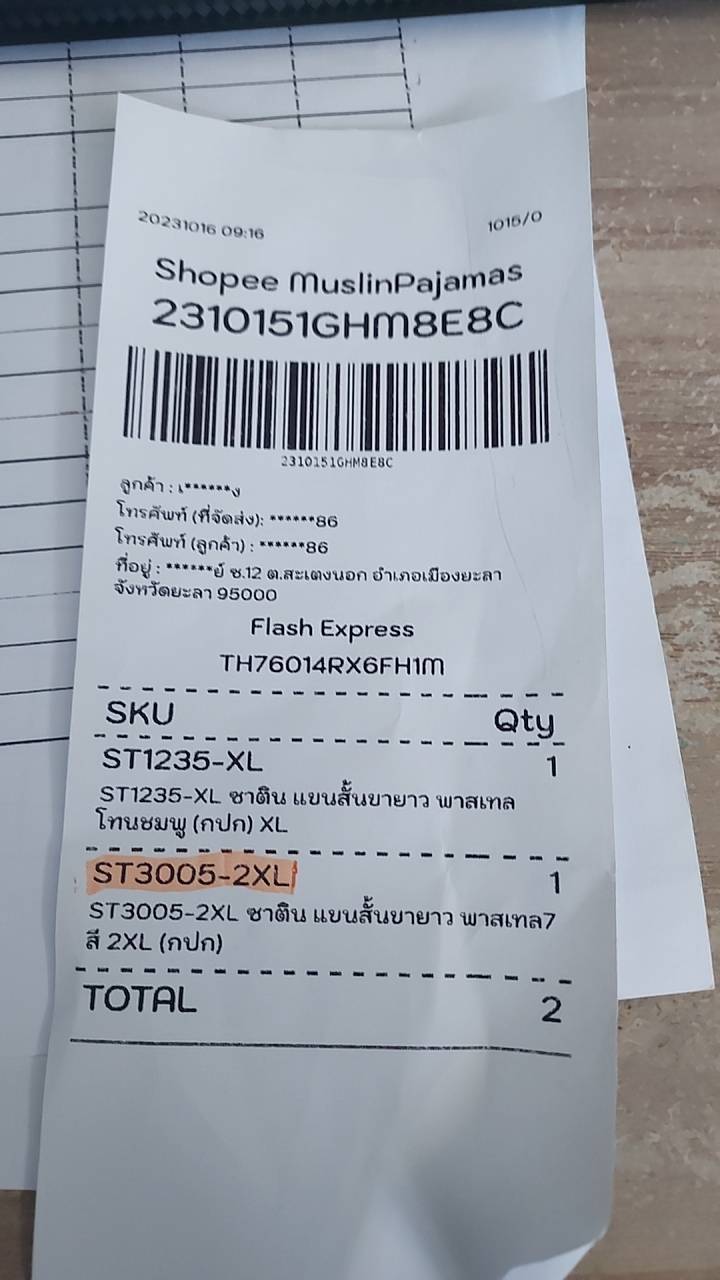 20231016 09:16
1015/0
Shopee MuslinPajamas
2310151GHM8E8C
2310151GHM8E8C
ลูกค้า : เ******ง
โทรศัพท์ (ที่จัดส่ง): ******86
โทรศัพท์ (ลูกค้า) : ******86
ที่อยู่ : ******ย์ ซ.12 ต.สะเตงนอก อำเภอเมืองยะลา
จังหวัดยะลา 95000
Flash Express
TH76014RX6FH1M
SKU Qty
ST1235-XL 1
ST1235-XL ซาติน แขนสั้นขายาว พาสเทล
โทนชมพู (กปก) XL
ST3005-2XL 1
ST3005-2XL ซาติน แขนสั้นขายาว พาสเทล7
สี 2XL (กปก)
TOTAL 2